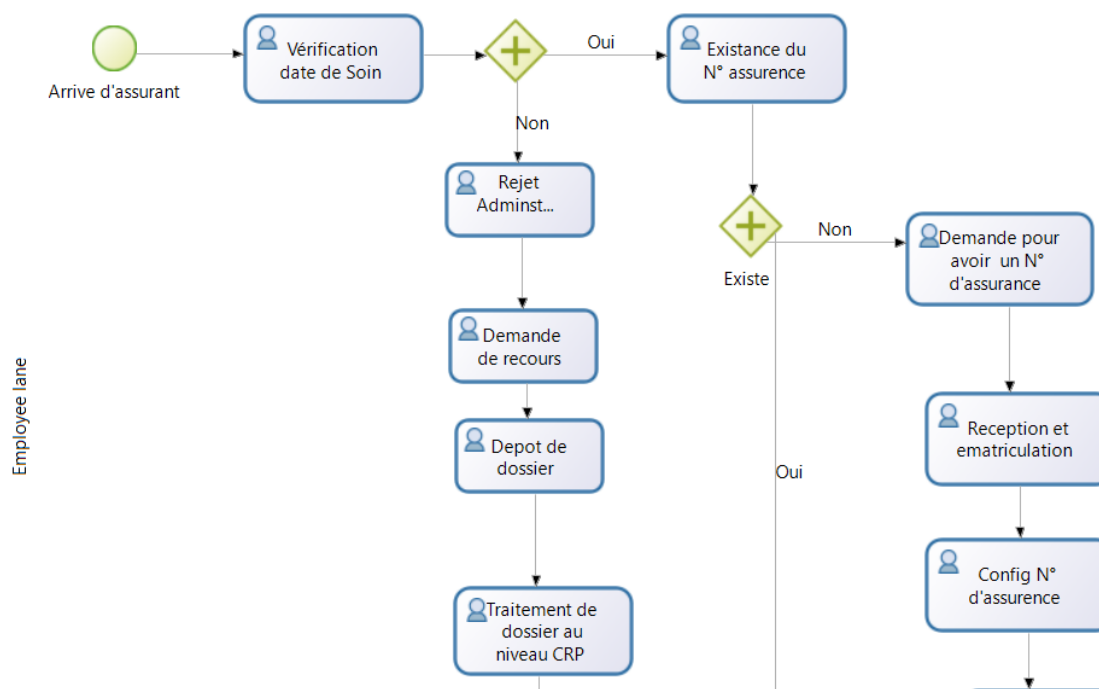 Arrive d'assurant
Vérification
date de Soin
Oui
Existance du
N° assurence
Non
Rejet
Adminst...
Existe
Non
Demande pour
avoir un N°
d'assurance
Demande
de recours
Employee lane
Depot de
dossier
Oui
Reception et
ematriculation
Config N°
d'assurence
Traitement de
dossier au
niveau CRP